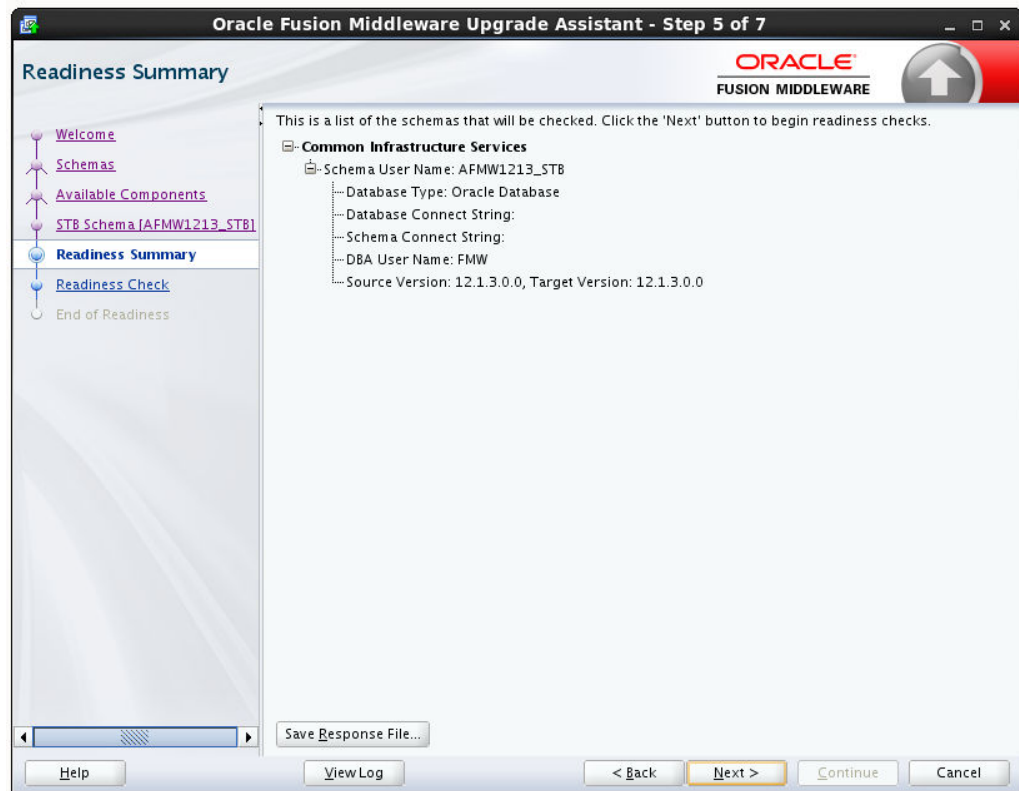 Oracle Fusion Middleware Upgrade Assistant - Step 5 of 7
Readiness Summary
ORACLE
FUSION MIDDLEWARE
Welcome
Schemas
Available Components
STB Schema [AFMW1213_STB]
Readiness Summary
Readiness Check
End of Readiness
This is a list of the schemas that will be checked. Click the 'Next' button to begin readiness checks.
Common Infrastructure Services
Schema User Name: AFMW1213_STB
Database Type: Oracle Database
Database Connect String:
Schema Connect String:
DBA User Name: FMW
Source Version: 12.1.3.0.0, Target Version: 12.1.3.0.0
Save Response File...
Help
View Log
< Back
Next >
Continue
Cancel